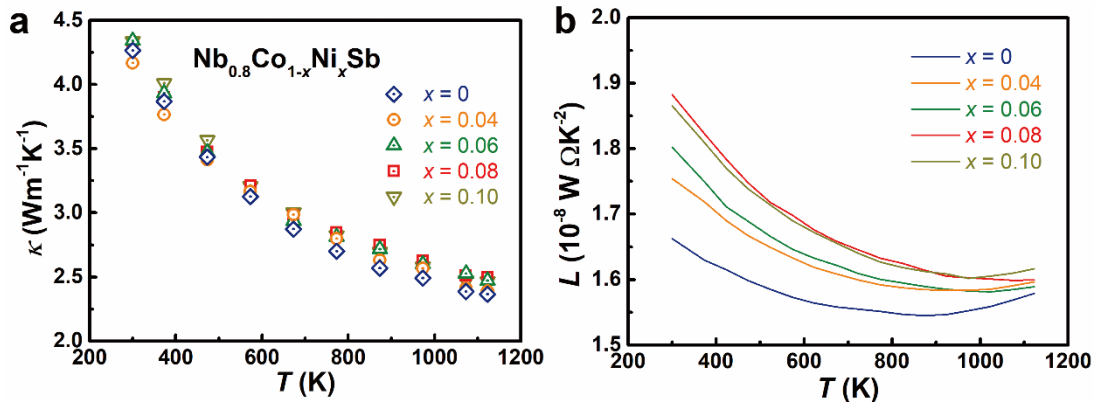 a
Nb0.8Co1-xNixSb
x = 0
x = 0.04
x = 0.06
x = 0.08
x = 0.10
κ (Wm-1K-1)
4.5
4.0
3.5
3.0
2.5
2.0
200 400 600 800 1000 1200
T (K)
b
x = 0
x = 0.04
x = 0.06
x = 0.08
x = 0.10
L (10-8 W ΩK-2)
2.0
1.9
1.8
1.7
1.6
1.5
200 400 600 800 1000 1200
T (K)